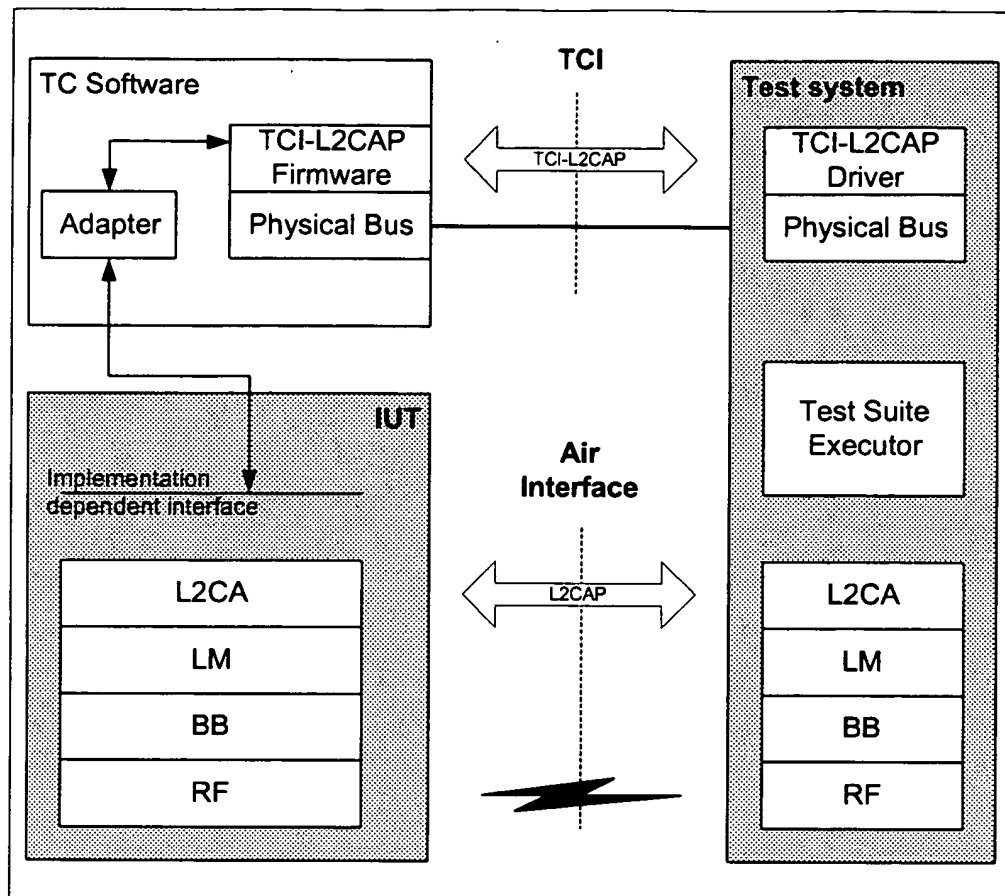 TC Software
TCI-L2CAP
Firmware
Adapter
Physical Bus
TCI
TCI-L2CAP
Test system
TCI-L2CAP
Driver
Physical Bus
Test Suite
Executor
IUT
Implementation
dependent interface
L2CA
LM
BB
RF
Air
Interface
L2CAP
L2CA
LM
BB
RF